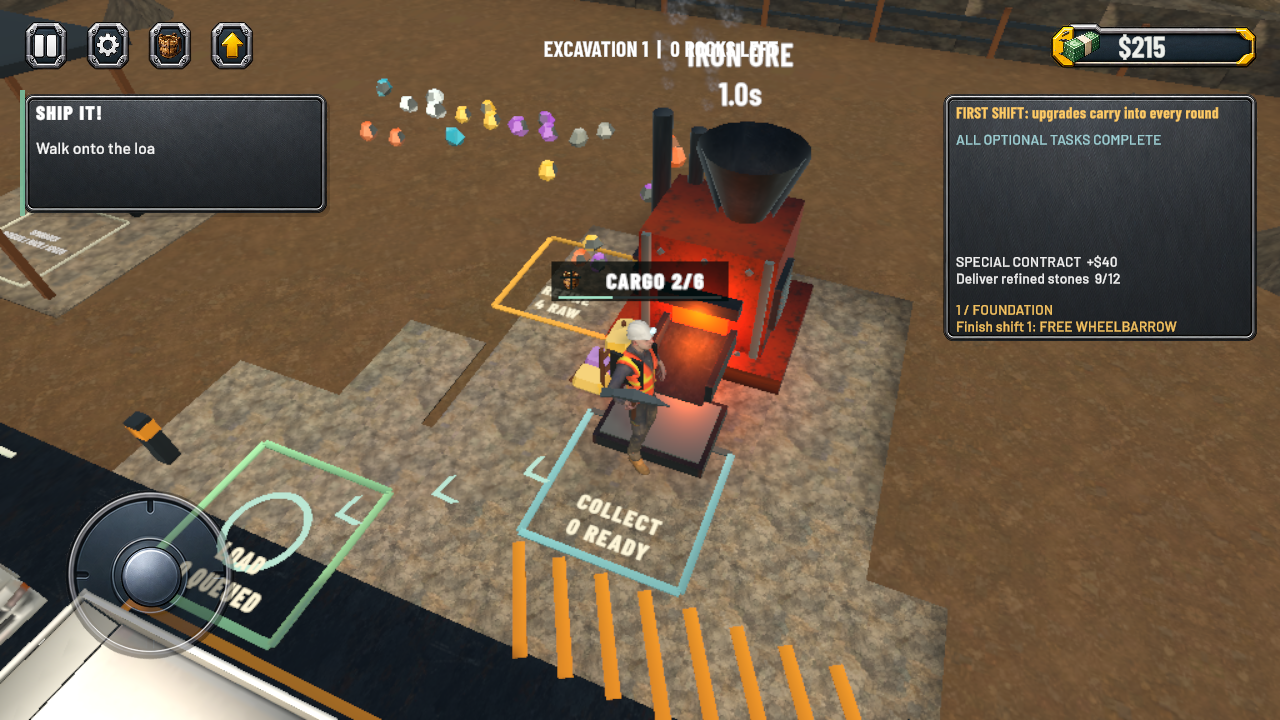 EXCAVATION 1 | 0 ROCKS LEFT
IRON ORE
1.0s
$215
SHIP IT!
Walk onto the loa
FIRST SHIFT: upgrades carry into every round
ALL OPTIONAL TASKS COMPLETE
SPECIAL CONTRACT +$40
Deliver refined stones 9/12
1 / FOUNDATION
Finish shift 1: FREE WHEELBARROW
CARGO 2/6
4 RAW
COLLECT
0 READY
LOAD
QUEUED